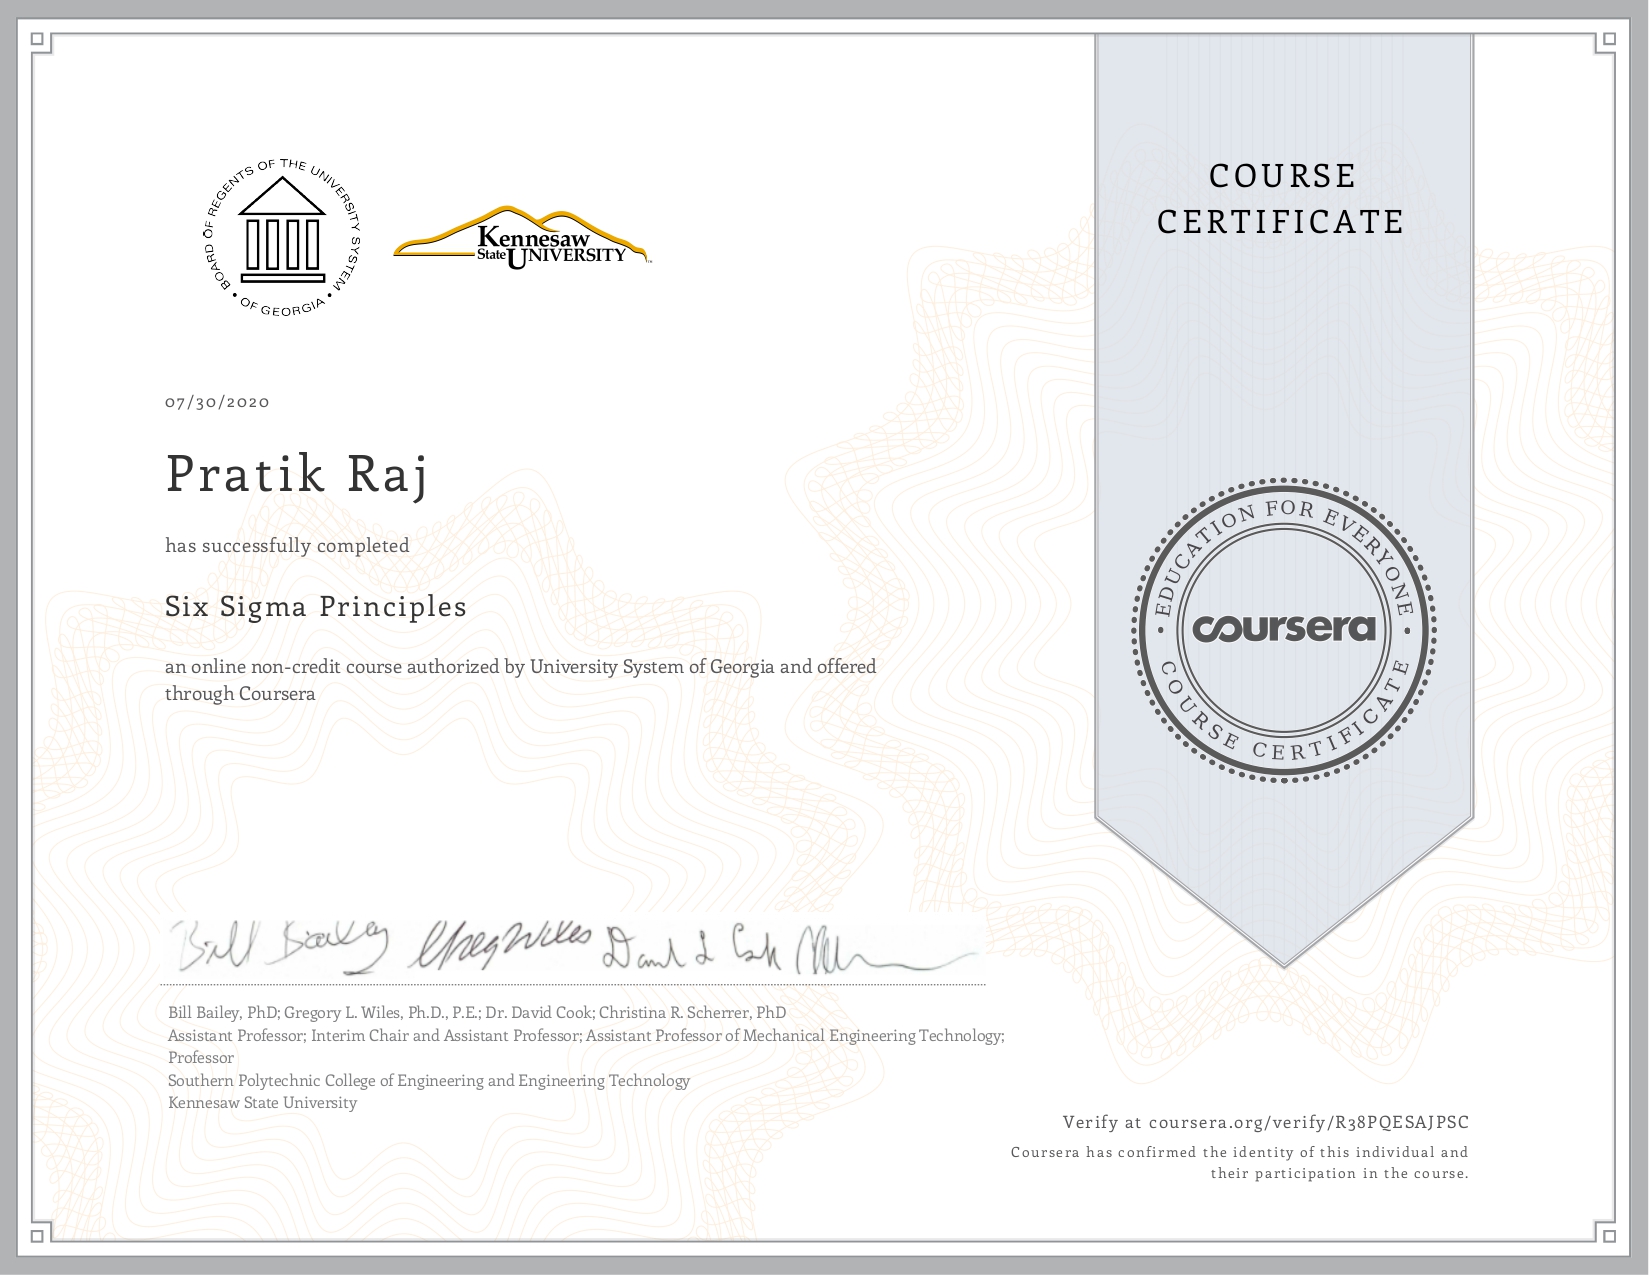 BOARD OF REGENTS OF THE UNIVERSITY SYSTEM
• OF GEORGIA •
Kennesaw
State UNIVERSITY
COURSE
CERTIFICATE
07/30/2020
Pratik Raj
has successfully completed
Six Sigma Principles
an online non-credit course authorized by University System of Georgia and offered
through Coursera
• EDUCATION FOR EVERYONE •
coursera
COURSE CERTIFICATE
Bill Bailey Greg Wiles David L Cook
Bill Bailey, PhD; Gregory L. Wiles, Ph.D., P.E.; Dr. David Cook; Christina R. Scherrer, PhD
Assistant Professor; Interim Chair and Assistant Professor; Assistant Professor of Mechanical Engineering Technology;
Professor
Southern Polytechnic College of Engineering and Engineering Technology
Kennesaw State University
Verify at coursera.org/verify/R38PQESAJPSC
Coursera has confirmed the identity of this individual and
their participation in the course.